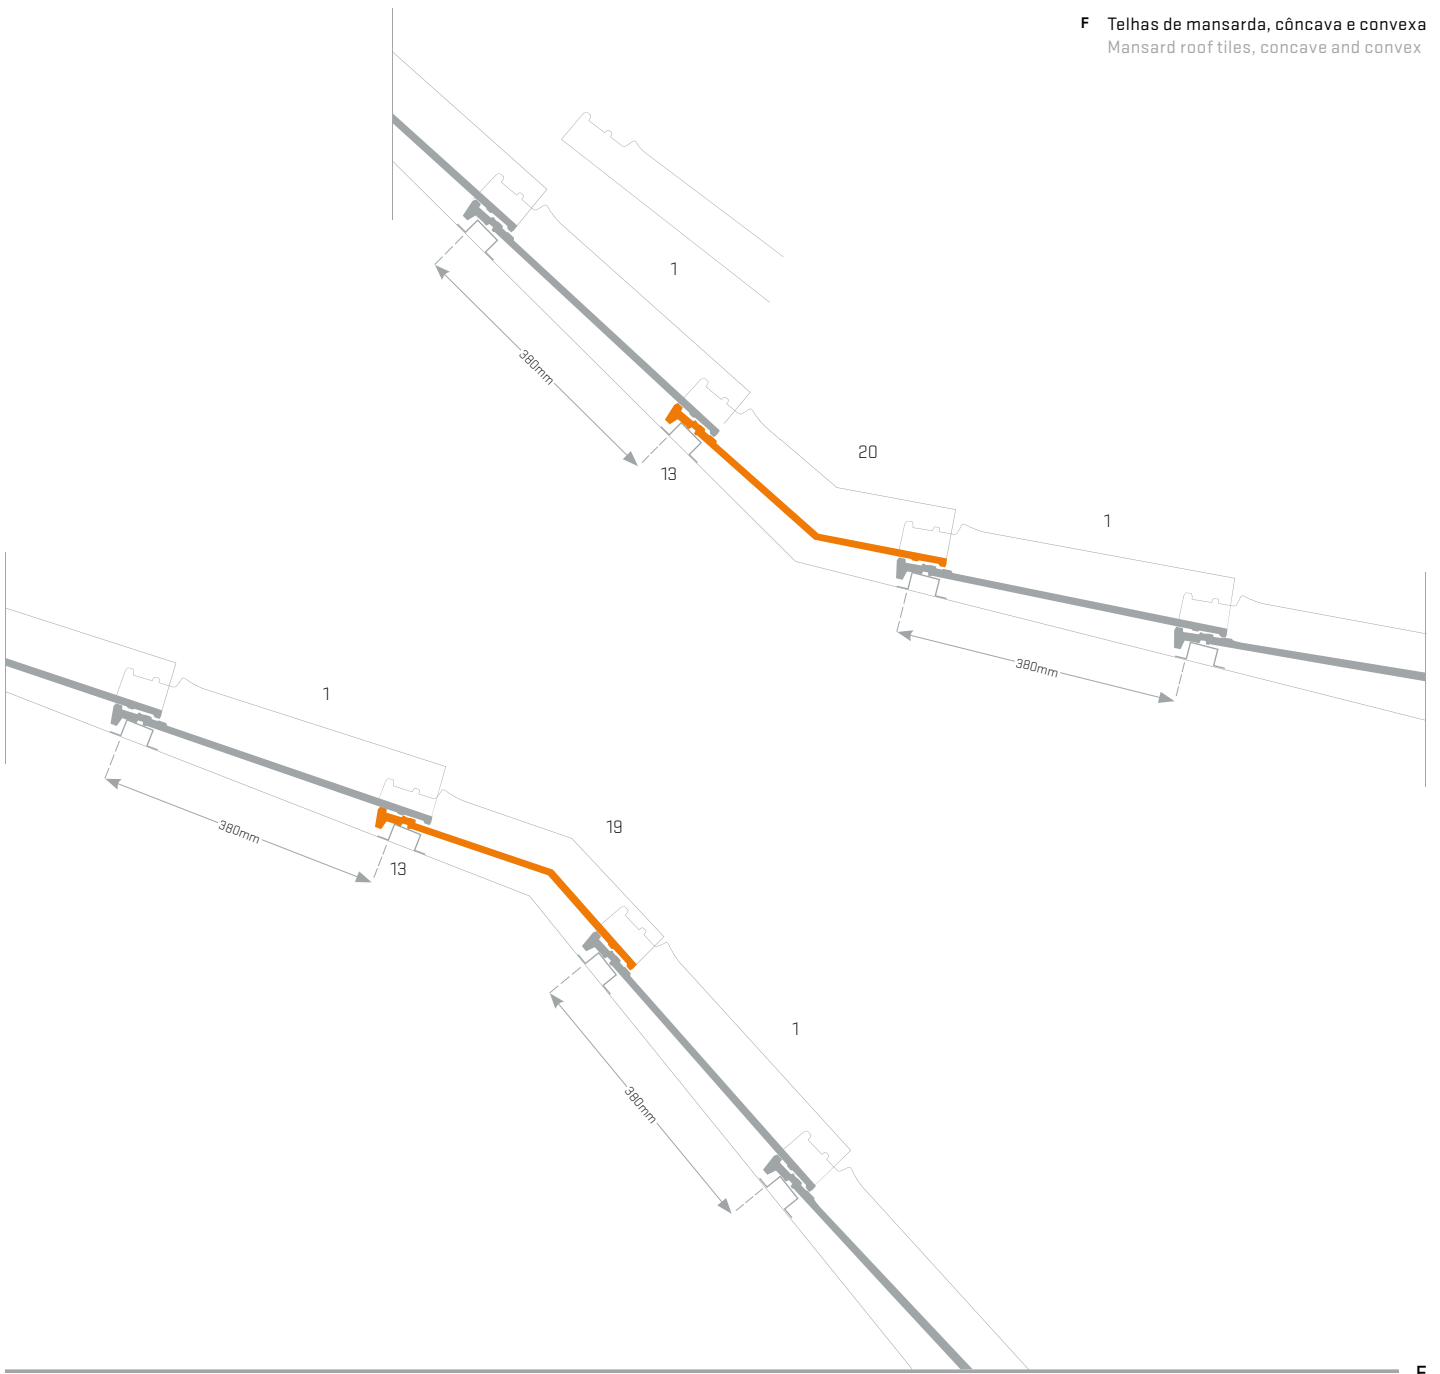 F Telhas de mansarda, côncava e convexa
Mansard roof tiles, concave and convex
1
380mm
20
13
1
380mm
1
19
380mm
13
1
380mm